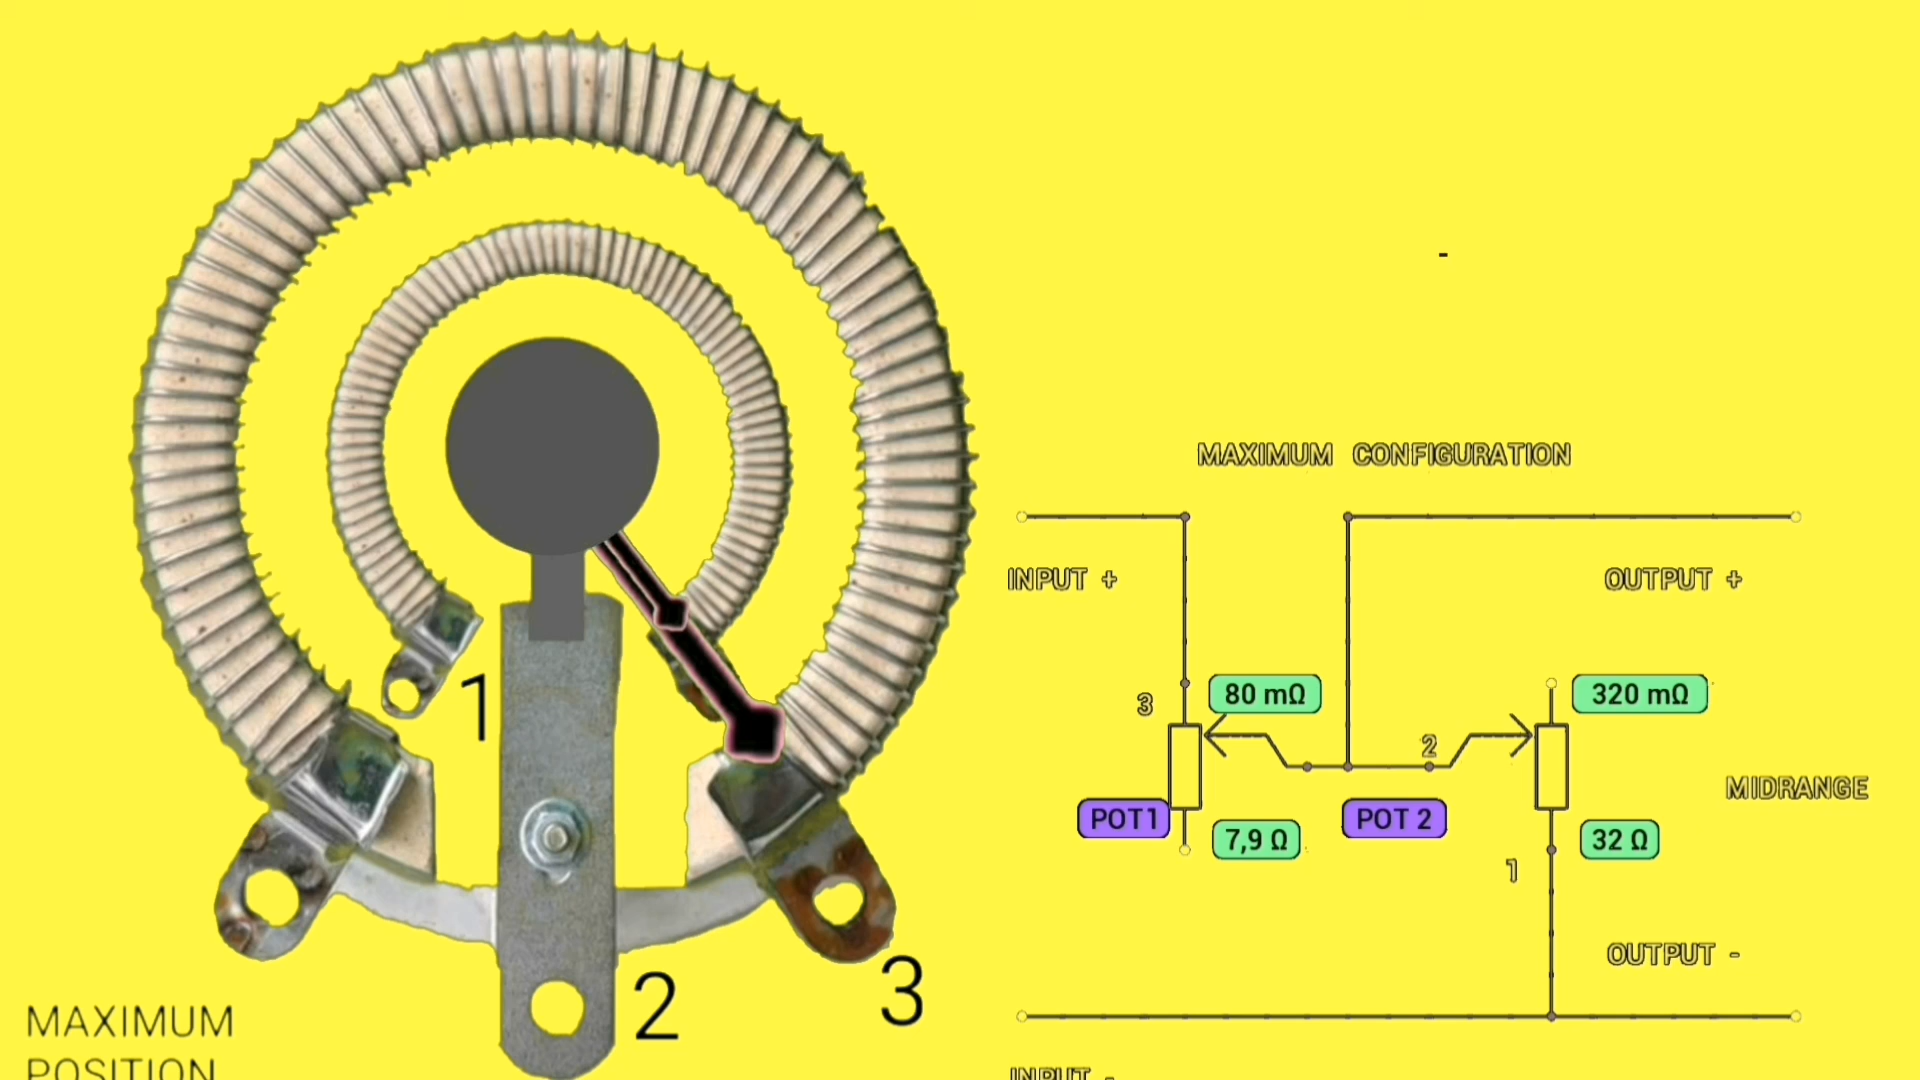 1
2
3
MAXIMUM
POSITION
-
MAXIMUM CONFIGURATION
INPUT +
OUTPUT +
3
80 mΩ
320 mΩ
2
MIDRANGE
POT1
POT 2
7,9 Ω
32 Ω
1
OUTPUT -
INPUT -